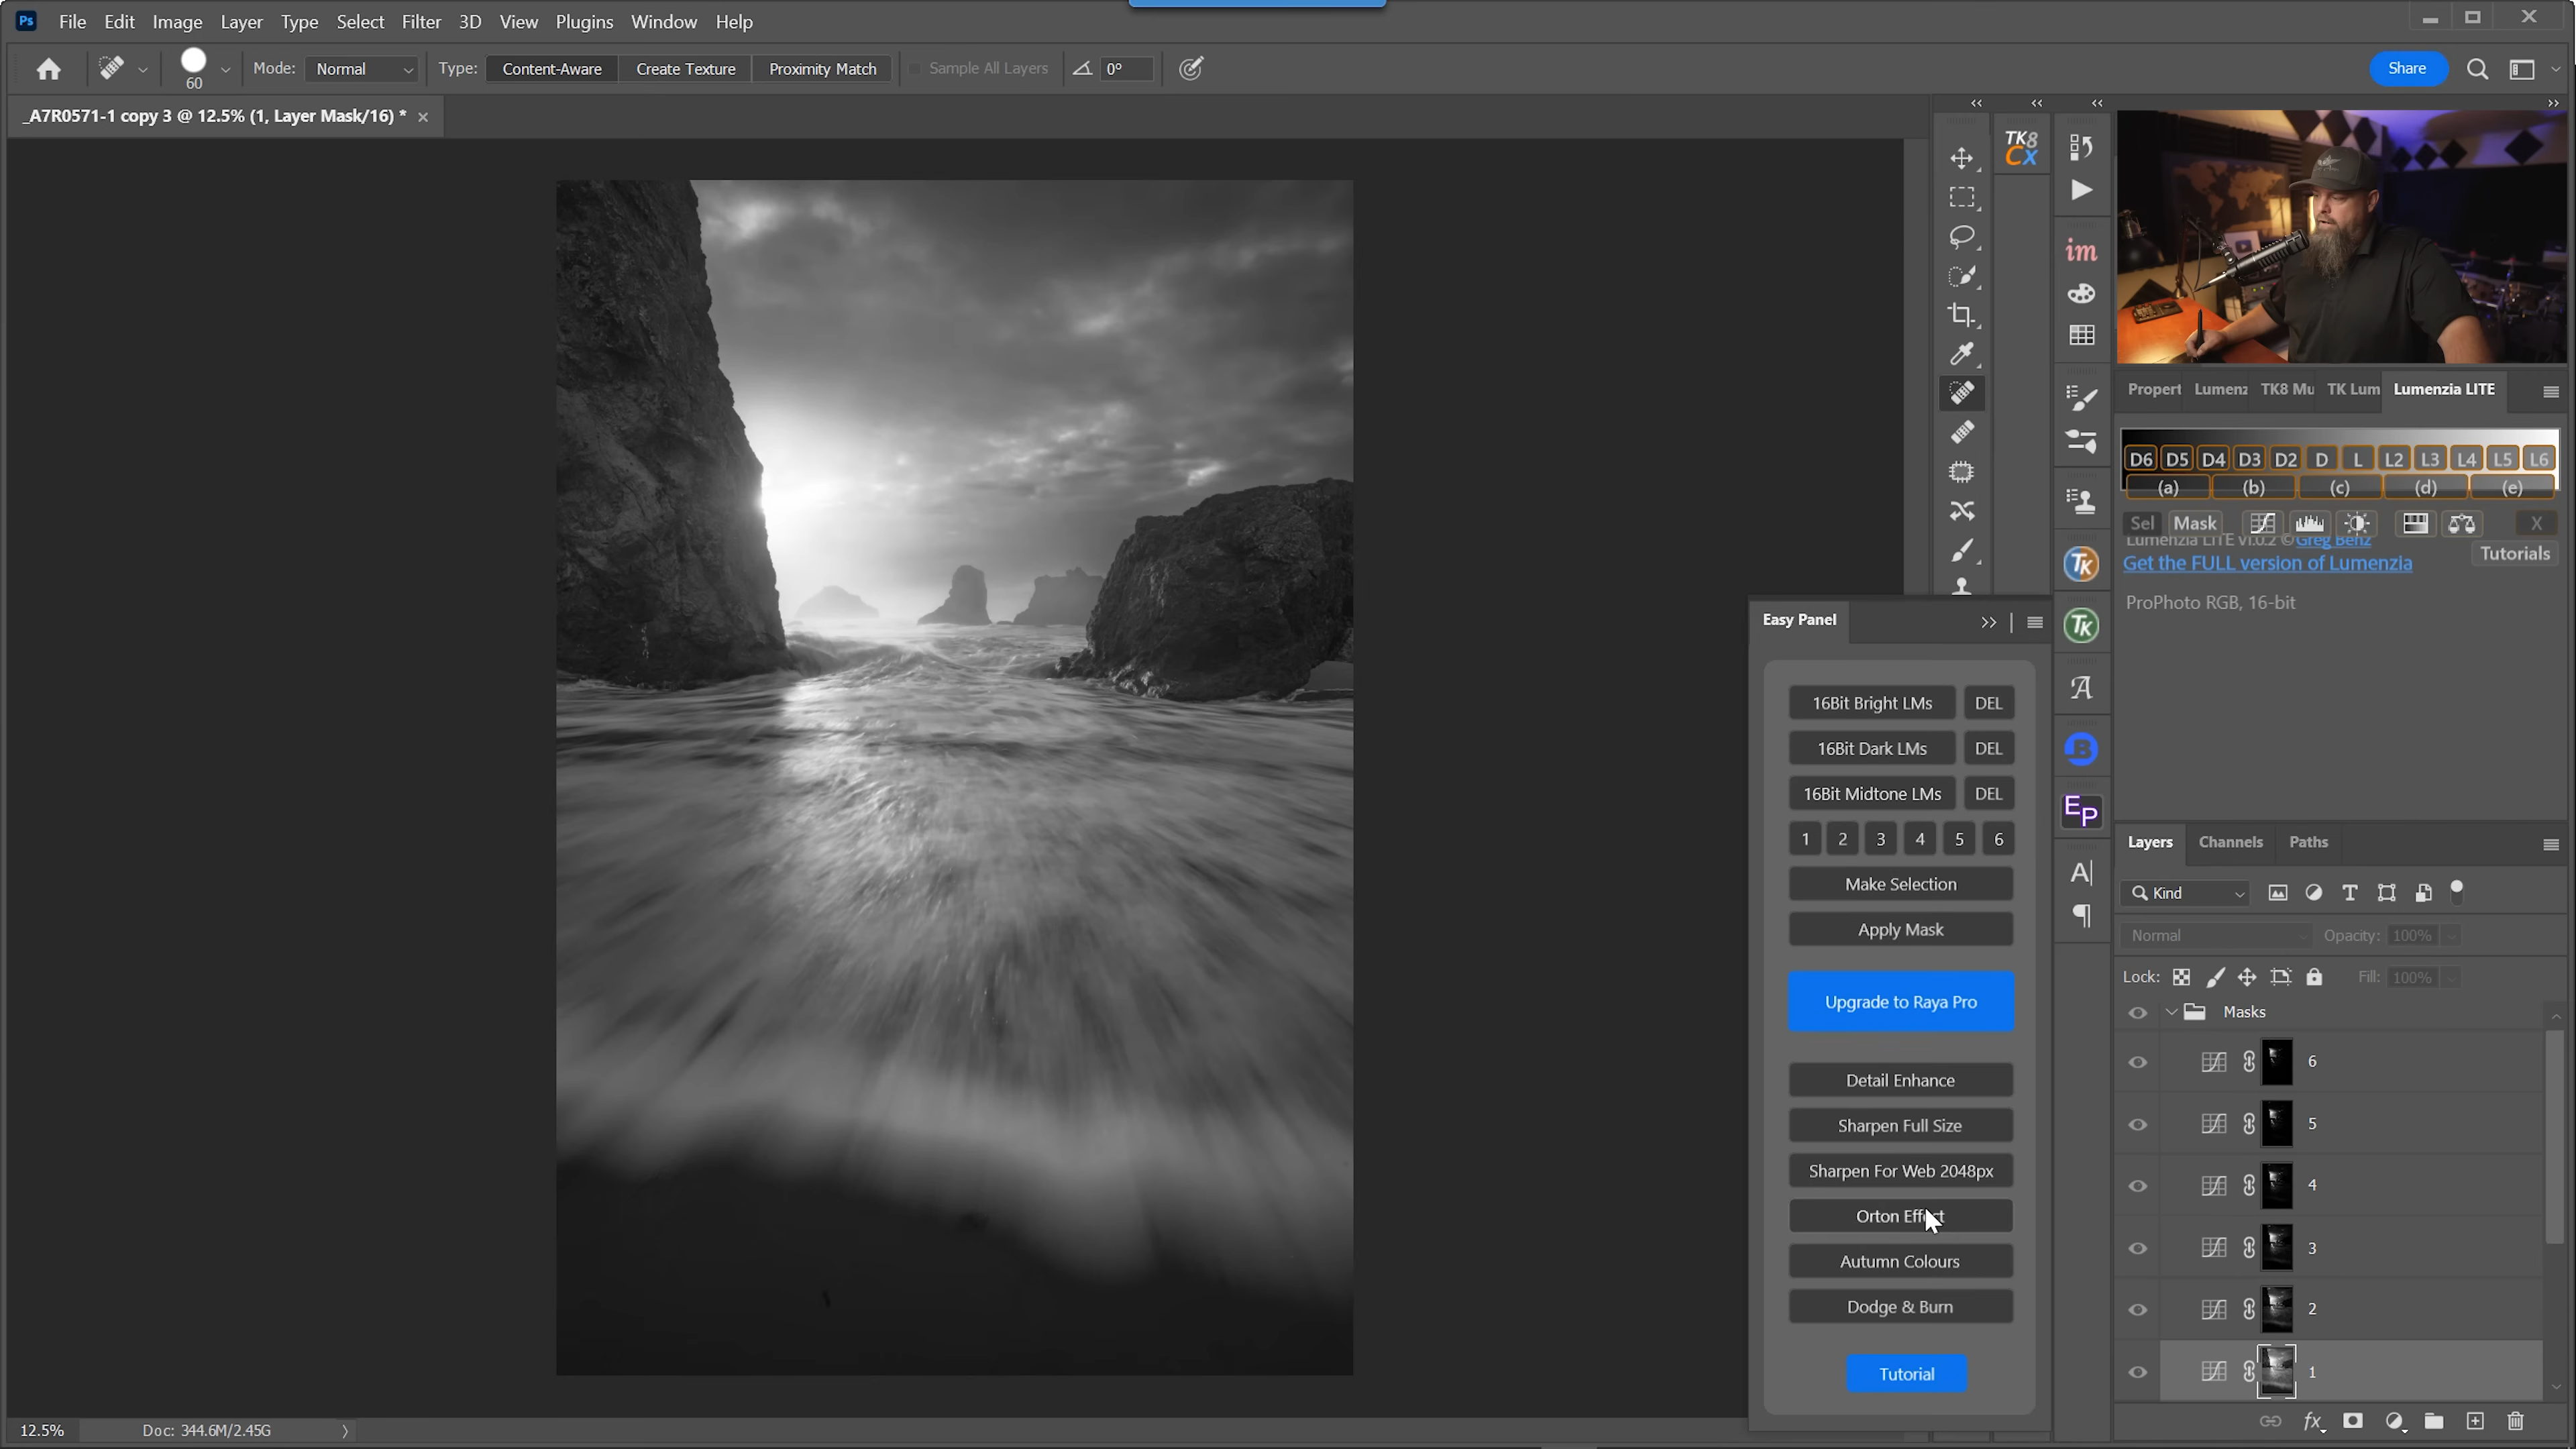 Ps File Edit Image Layer Type Select Filter 3D View Plugins Window Help
60 Mode: Normal Type: Content-Aware Create Texture Proximity Match Sample All Layers 0° Share
_A7R0571-1 copy 3 @ 12.5% (1, Layer Mask/16) *
TK8
Cx
im
Propert Lumenz TK8 Mu TK Lum Lumenzia LITE
D6 D5 D4 D3 D2 D L L2 L3 L4 L5 L6
(a) (b) (c) (d) (e)
Sel Mask X
Lumenzia LITE v1.0.2 © Greg Benz
Tutorials
Get the FULL version of Lumenzia
ProPhoto RGB, 16-bit
TK
TK
A
B
EP
A
Easy Panel
16Bit Bright LMs DEL
16Bit Dark LMs DEL
16Bit Midtone LMs DEL
1 2 3 4 5 6
Make Selection
Apply Mask
Upgrade to Raya Pro
Detail Enhance
Sharpen Full Size
Sharpen For Web 2048px
Orton Effect
Autumn Colours
Dodge & Burn
Tutorial
Layers Channels Paths
Kind
Normal Opacity: 100%
Lock: Fill: 100%
Masks
6
5
4
3
2
1
fx
12.5% Doc: 344.6M/2.45G